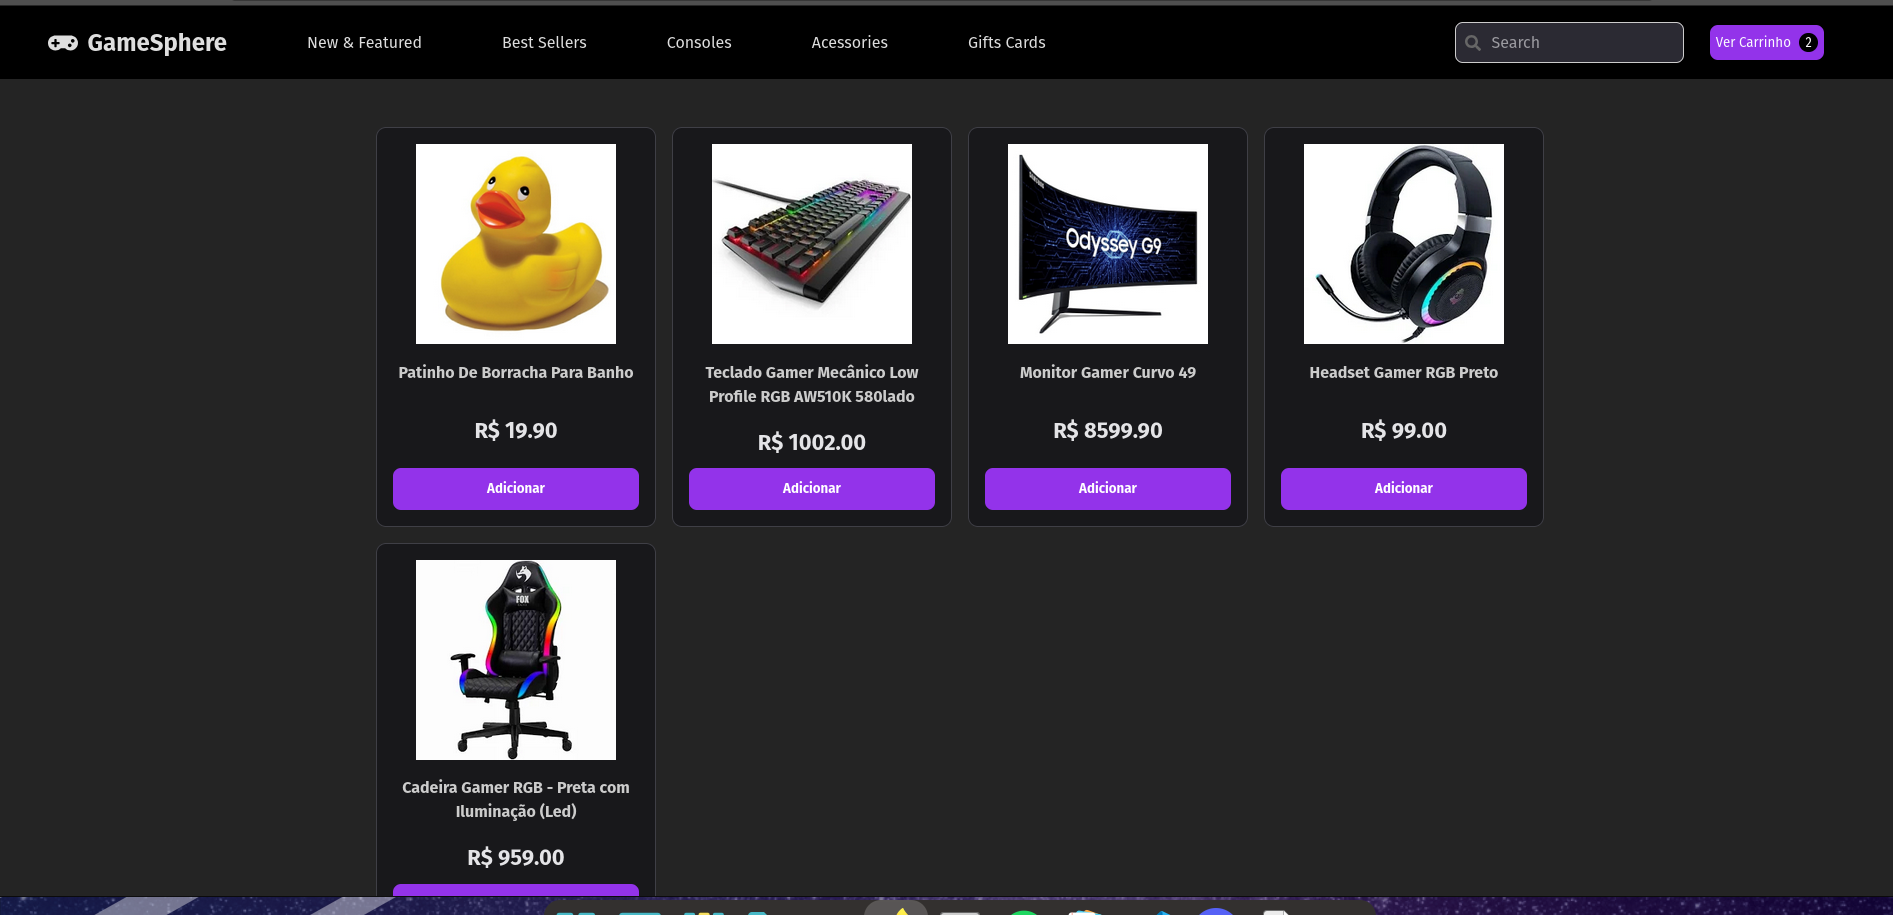 GameSphere
New & Featured
Best Sellers
Consoles
Acessories
Gifts Cards
Search
Ver Carrinho 2
Odyssey G9
Patinho De Borracha Para Banho
R$ 19.90
Adicionar
Teclado Gamer Mecânico Low
Profile RGB AW510K 580lado
R$ 1002.00
Adicionar
Monitor Gamer Curvo 49
R$ 8599.90
Adicionar
Headset Gamer RGB Preto
R$ 99.00
Adicionar
FOX
Cadeira Gamer RGB - Preta com
Iluminação (Led)
R$ 959.00